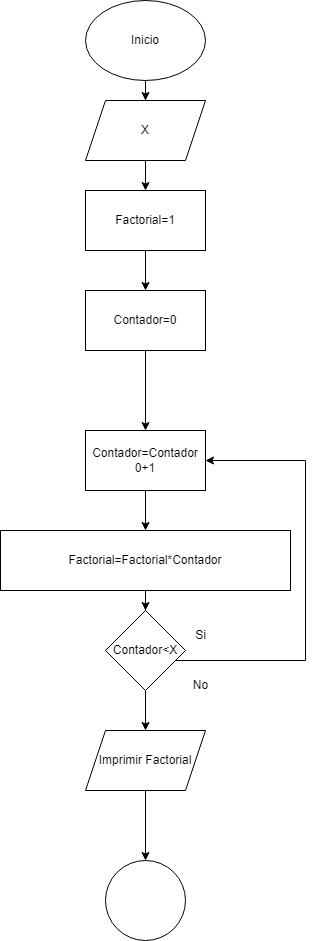 Inicio
X
Factorial=1
Contador=0
Contador=Contador
0+1
Factorial=Factorial*Contador
Contador<X
Si
No
Imprimir Factorial